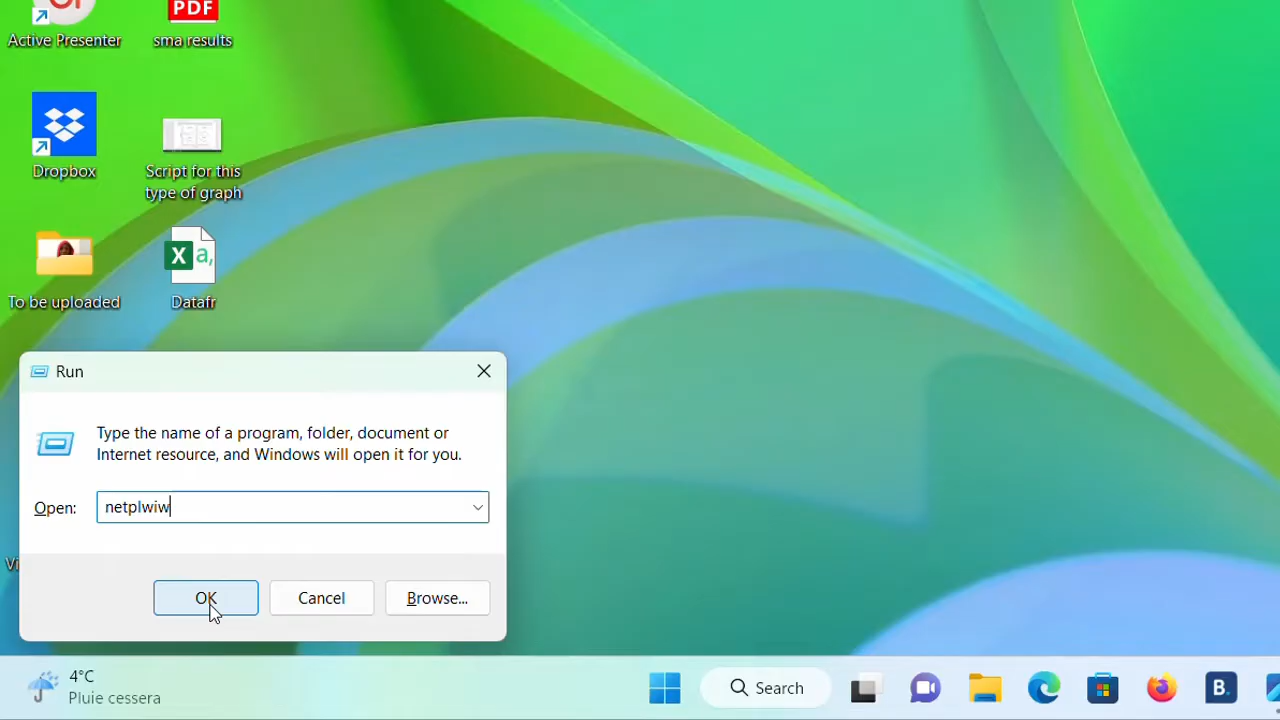 Active Presenter
PDF
sma results
Dropbox
Script for this
type of graph
To be uploaded
X a,
Datafr
Run
Type the name of a program, folder, document or
Internet resource, and Windows will open it for you.
Open:
netplwiw
Vi
OK
Cancel
Browse...
4°C
Pluie cessera
Search
B.